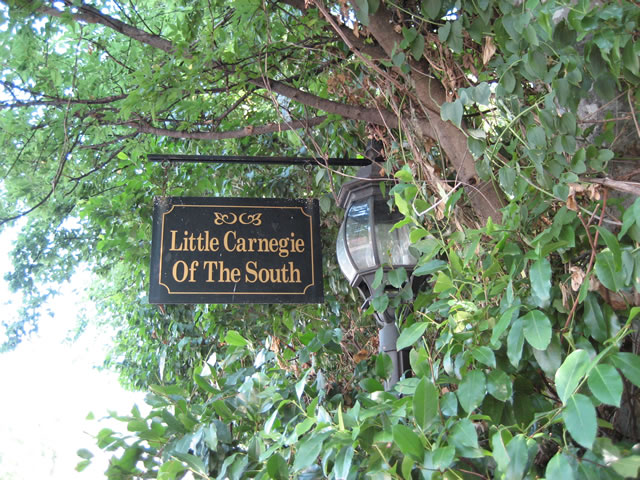 Little Carnegie
Of The South